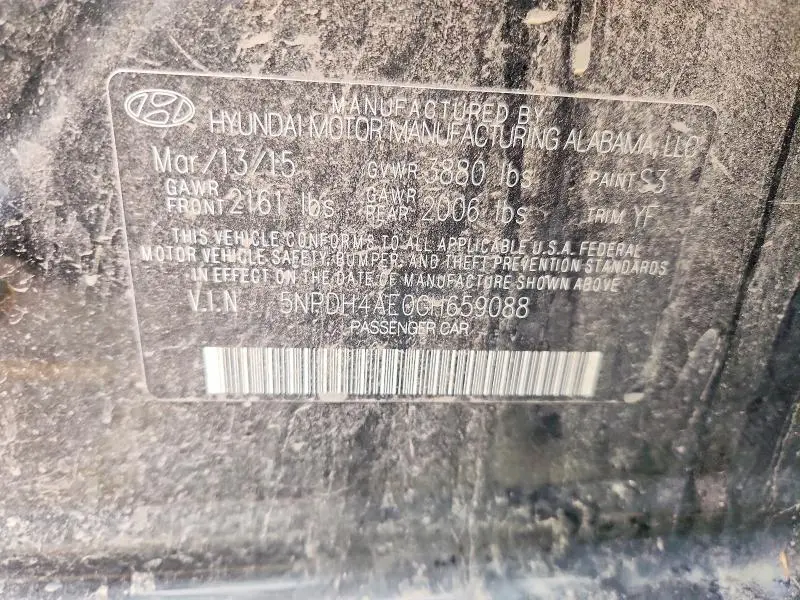 MANUFACTURED BY
HYUNDAI MOTOR MANUFACTURING ALABAMA, LLC
Mar/13/15 GVWR 3880 lbs PAINT S3
GAWR FRONT 2161 lbs GAWR REAR 2006 lbs TRIM YF
THIS VEHICLE CONFORMS TO ALL APPLICABLE U.S.A. FEDERAL
MOTOR VEHICLE SAFETY, BUMPER, AND THEFT PREVENTION STANDARDS
IN EFFECT ON THE DATE OF MANUFACTURE SHOWN ABOVE.
V.I.N 5NPDH4AE0GH659088
PASSENGER CAR